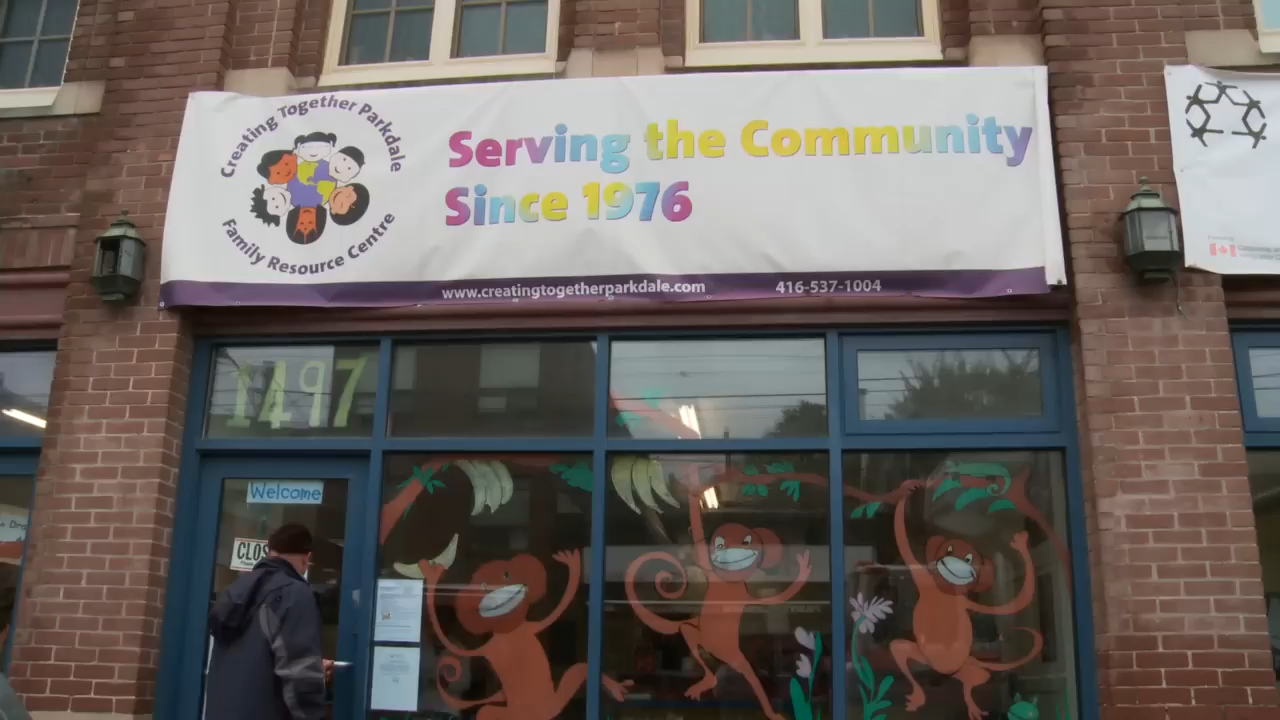 Creating Together Parkdale
Family Resource Centre
Serving the Community
Since 1976
www.creatingtogetherparkdale.com
416-537-1004
1497
Welcome
CLOS